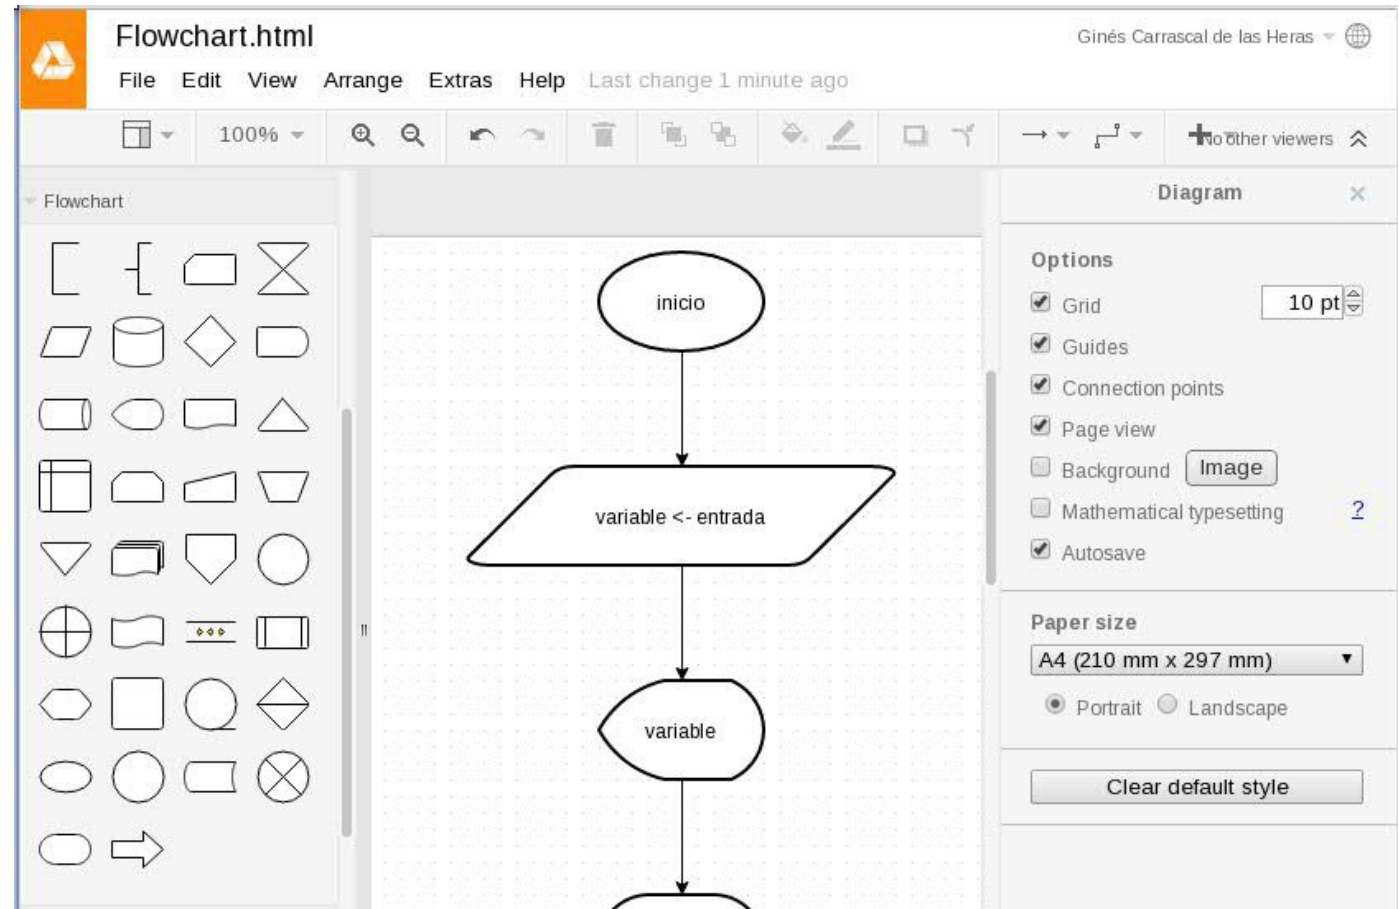 Flowchart.html
Ginés Carrascal de las Heras
File Edit View Arrange Extras Help Last change 1 minute ago
100%
No other viewers
Flowchart
Diagram
inicio
variable <- entrada
variable
Options
Grid 10 pt
Guides
Connection points
Page view
Background Image
Mathematical typesetting ?
Autosave
Paper size
A4 (210 mm x 297 mm)
Portrait Landscape
Clear default style